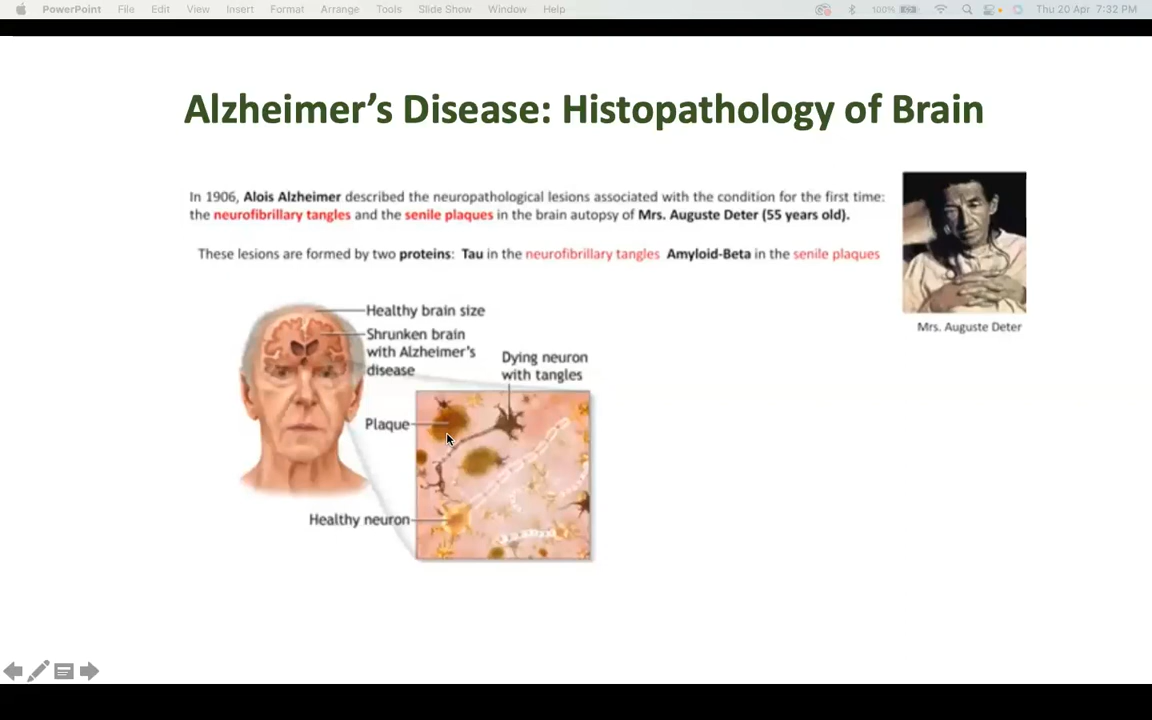 PowerPoint File Edit View Insert Format Arrange Tools Slide Show Window Help 100% Thu 20 Apr 7:32 PM
Alzheimer's Disease: Histopathology of Brain
In 1906, Alois Alzheimer described the neuropathological lesions associated with the condition for the first time:
the neurofibrillary tangles and the senile plaques in the brain autopsy of Mrs. Auguste Deter (55 years old).
These lesions are formed by two proteins: Tau in the neurofibrillary tangles Amyloid-Beta in the senile plaques
Mrs. Auguste Deter
Healthy brain size
Shrunken brain
with Alzheimer's
disease
Dying neuron
with tangles
Plaque
Healthy neuron